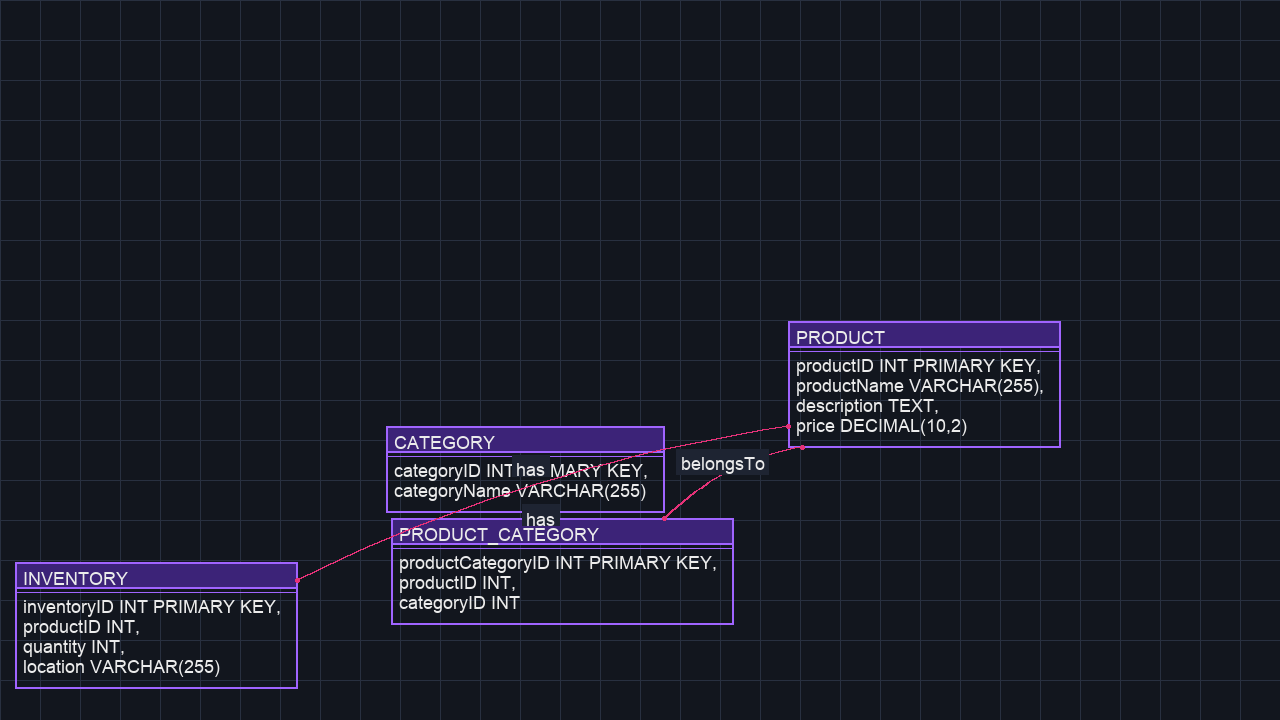 PRODUCT
productID INT PRIMARY KEY,
productName VARCHAR(255),
description TEXT,
price DECIMAL(10,2)
belongsTo
CATEGORY
categoryID INT MARY KEY,
has
categoryName VARCHAR(255)
has
PRODUCT_CATEGORY
productCategoryID INT PRIMARY KEY,
productID INT,
categoryID INT
INVENTORY
inventoryID INT PRIMARY KEY,
productID INT,
quantity INT,
location VARCHAR(255)